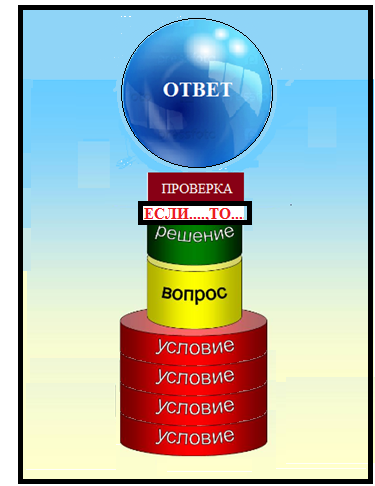 ОТВЕТ
ПРОВЕРКА
ЕСЛИ.....ТО...
решение
вопрос
условие
условие
условие
условие